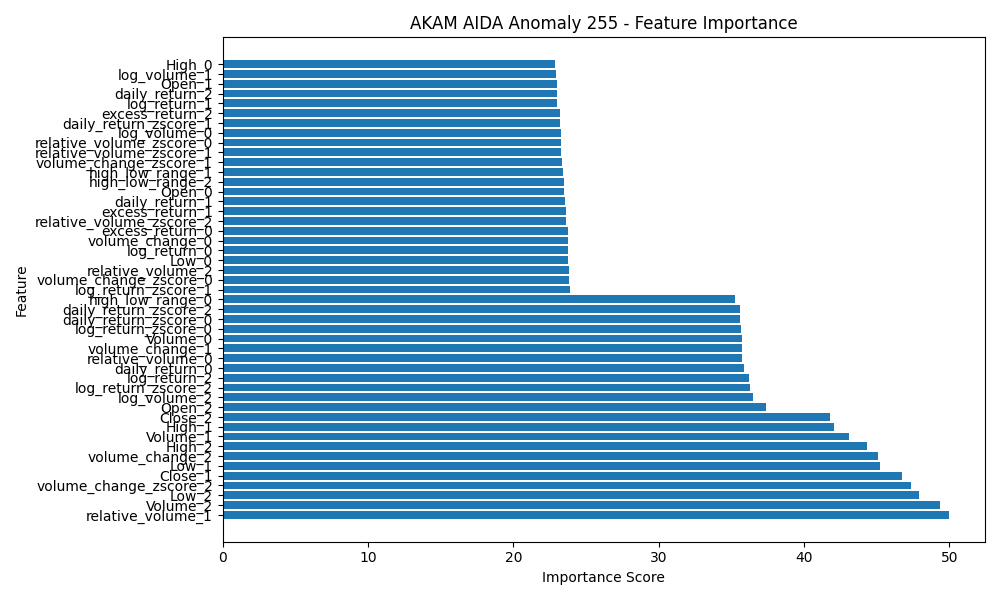 AKAM AIDA Anomaly 255 - Feature Importance
High_0
log_volume_1
Open_1
daily_return_2
log_return_1
excess_return_2
daily_return_zscore_1
log_volume_0
relative_volume_zscore_0
relative_volume_zscore_1
volume_change_zscore_1
high_low_range_1
high_low_range_2
Open_0
daily_return_1
excess_return_1
relative_volume_zscore_2
excess_return_0
volume_change_0
log_return_0
Low_0
relative_volume_2
volume_change_zscore_0
log_return_zscore_1
high_low_range_0
daily_return_zscore_2
daily_return_zscore_0
log_return_zscore_0
Volume_0
volume_change_1
relative_volume_0
daily_return_0
log_return_2
log_return_zscore_2
log_volume_2
Open_2
Close_2
High_1
Volume_1
High_2
volume_change_2
Low_1
Close_1
volume_change_zscore_2
Low_2
Volume_2
relative_volume_1
Feature
0 10 20 30 40 50
Importance Score